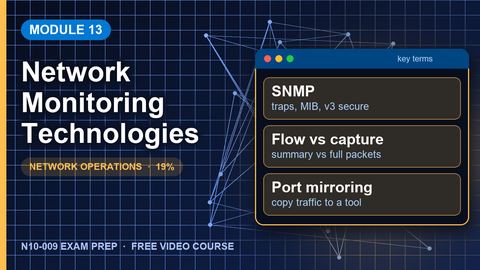 MODULE 13
Network
Monitoring
Technologies
NETWORK OPERATIONS · 19%
N10-009 EXAM PREP · FREE VIDEO COURSE
key terms
SNMP
traps, MIB, v3 secure
Flow vs capture
summary vs full packets
Port mirroring
copy traffic to a tool